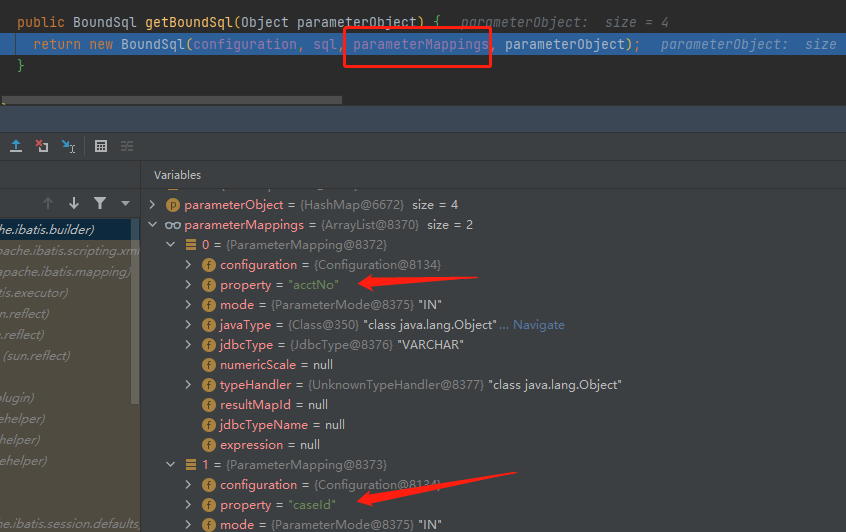 public BoundSql getBoundSql(Object parameterObject) { parameterObject: size = 4
return new BoundSql(configuration, sql, parameterMappings, parameterObject); parameterObject: size
}
Variables
parameterObject = {HashMap@6672} size = 4
parameterMappings = {ArrayList@8370} size = 2
he.ibatis.builder)
0 = {ParameterMapping@8372}
pache.ibatis.scripting.xm
configuration = {Configuration@8134}
apache.ibatis.mapping)
property = "acctNo"
tis.executor)
mode = {ParameterMode@8375} "IN"
n.reflect)
javaType = {Class@350} "class java.lang.Object"... Navigate
.reflect)
jdbcType = {JdbcType@8376} "VARCHAR"
(sun.reflect)
numericScale = null
typeHandler = {UnknownTypeHandler@8377} "class java.lang.Object"
plugin)
resultMapId = null
ehelper)
jdbcTypeName = null
ehelper)
expression = null
ehelper)
1 = {ParameterMapping@8373}
configuration = {Configuration@8134}
property = "caseId"
he.ibatis.session.defaults
mode = {ParameterMode@8375} "IN"